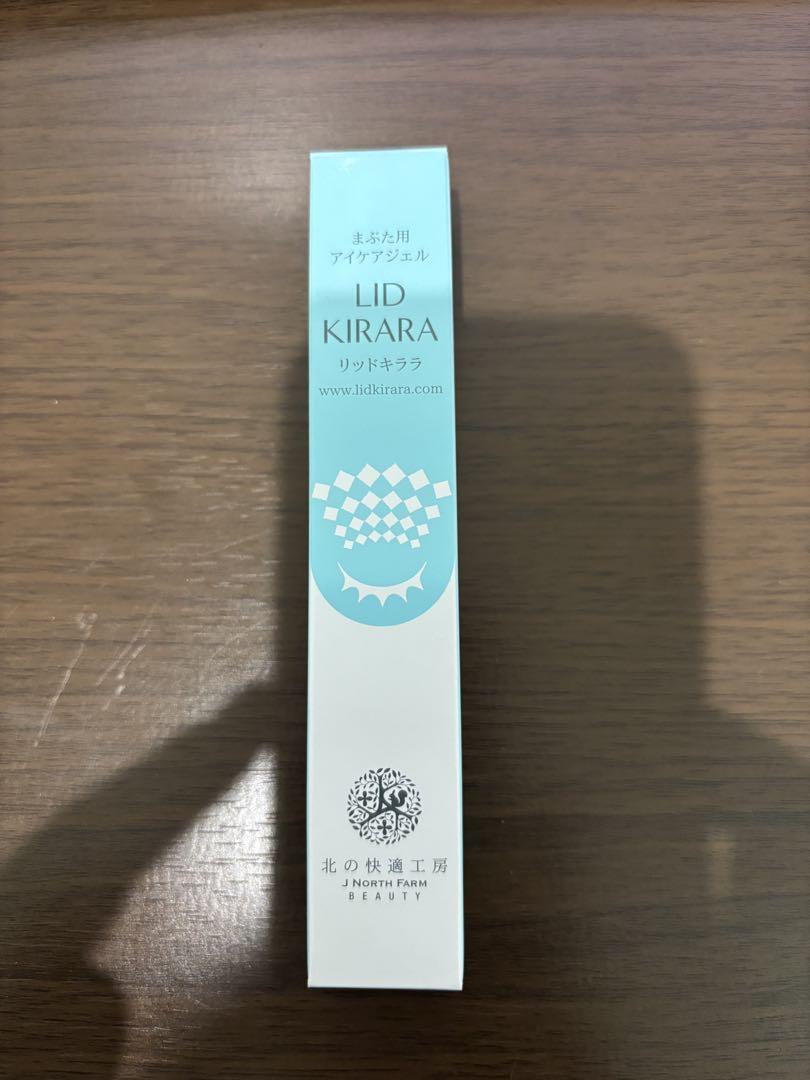 まぶた用
アイケアジェル
LID
KIRARA
リッドキララ
www.lidkirara.com
北の快適工房
J NORTH FARM
BEAUTY